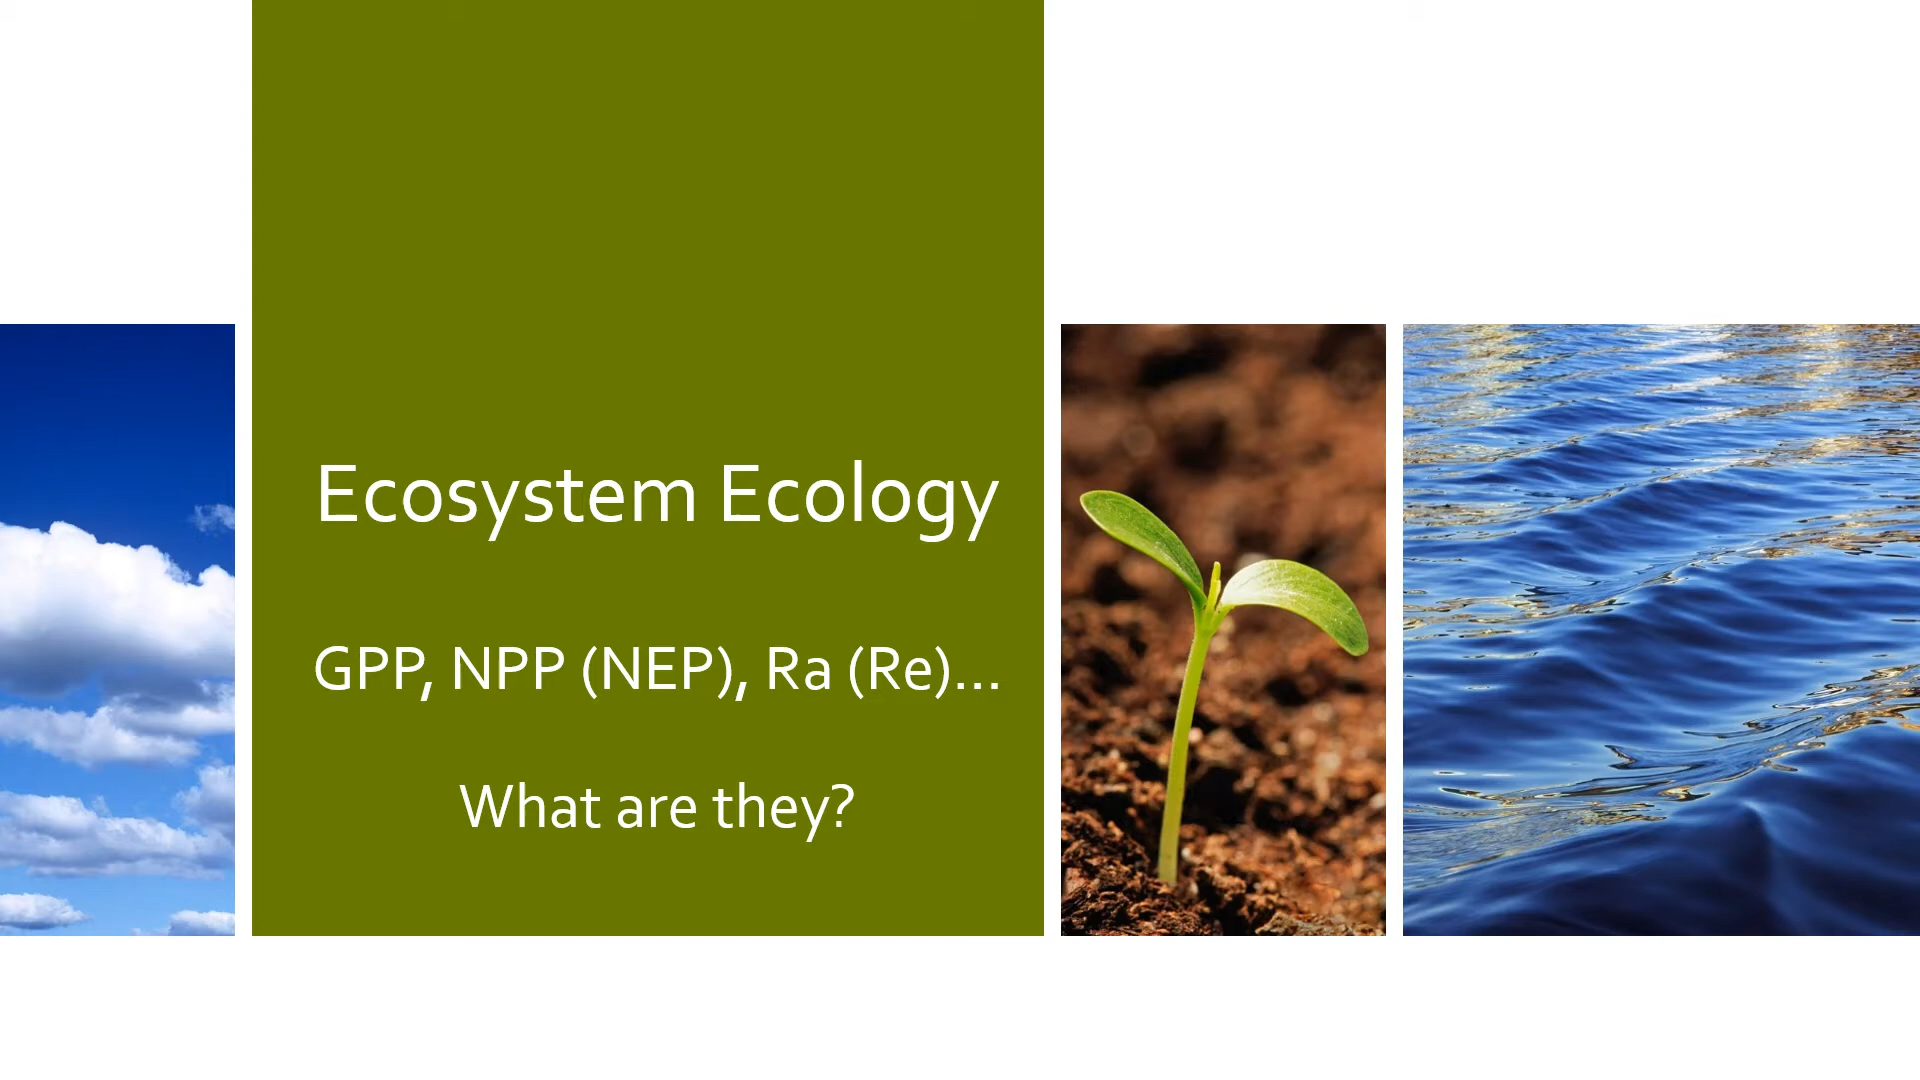 Ecosystem Ecology
GPP, NPP (NEP), Ra (Re)…
What are they?